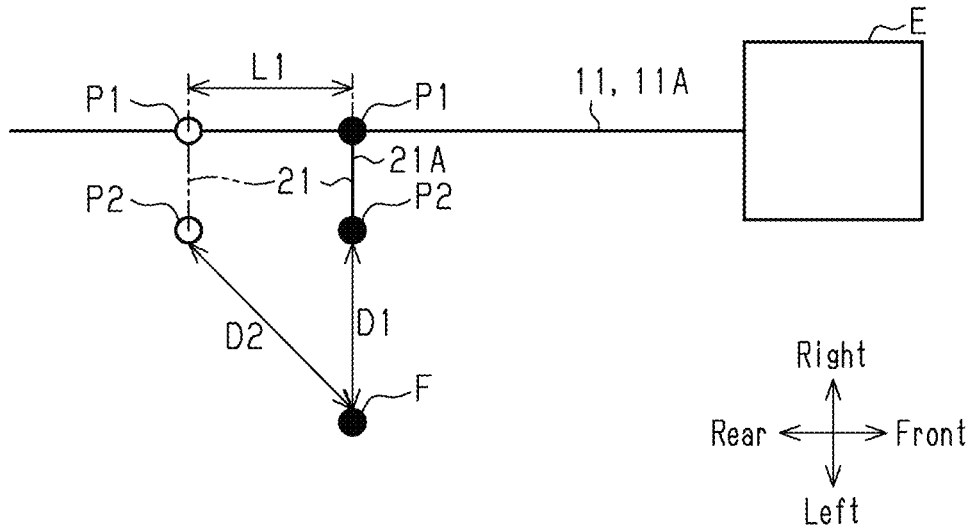 E
L1
11, 11A
P1
P1
21A
21
P2
P2
D2
D1
F
Right
Rear
Front
Left